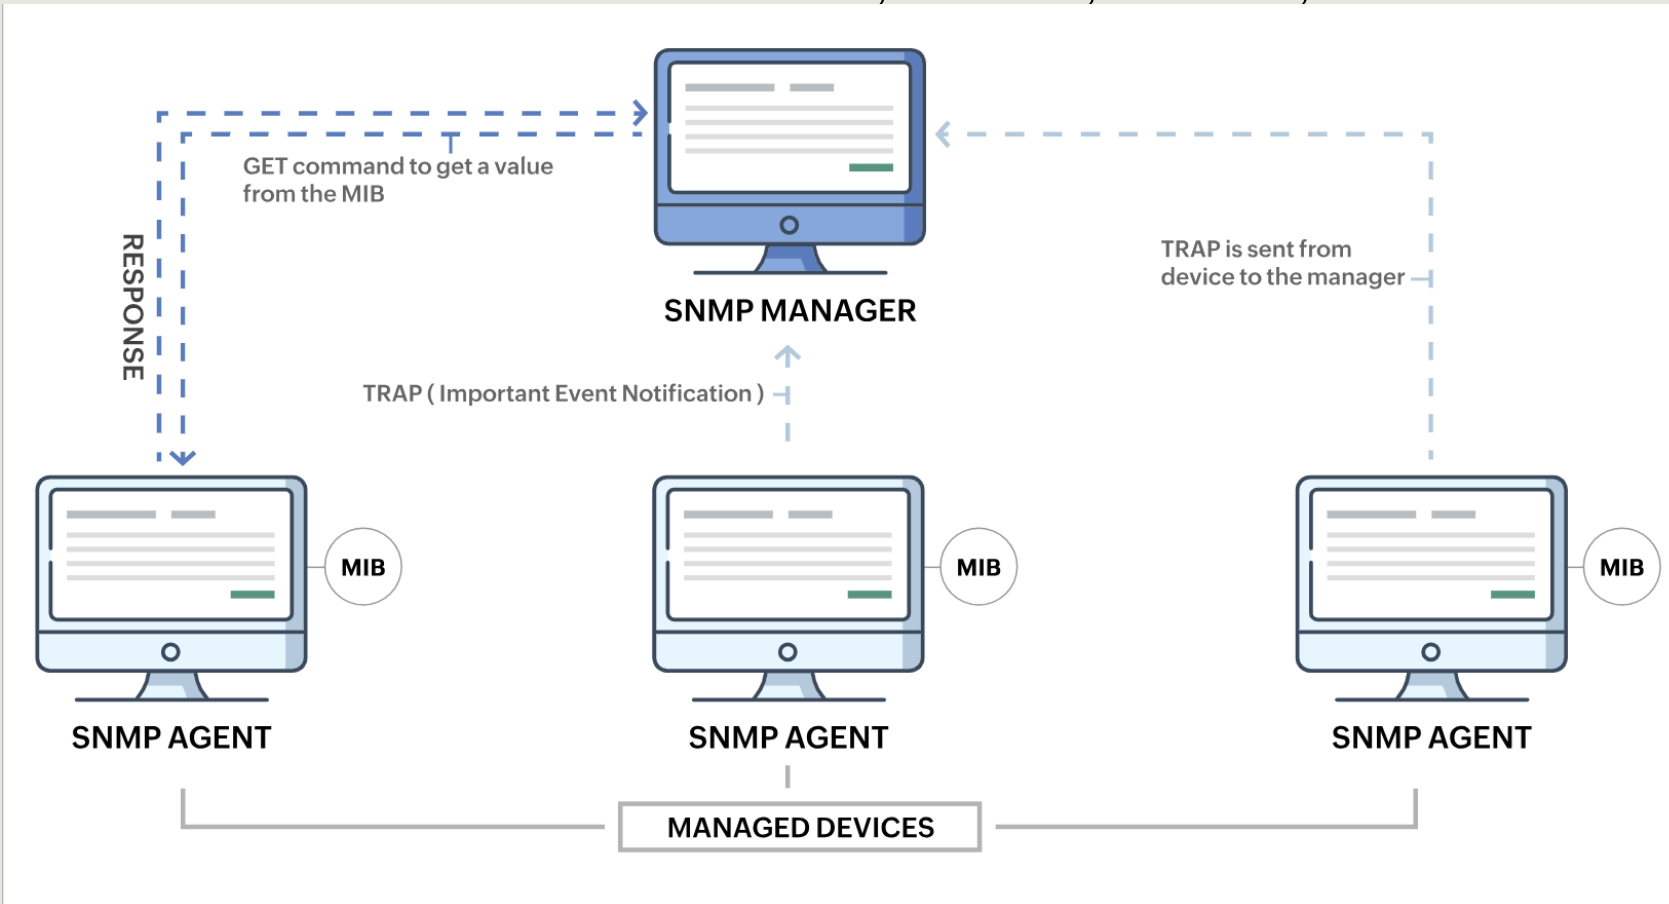 GET command to get a value
from the MIB
RESPONSE
TRAP is sent from
device to the manager
SNMP MANAGER
TRAP ( Important Event Notification )
MIB
MIB
MIB
SNMP AGENT
SNMP AGENT
SNMP AGENT
MANAGED DEVICES